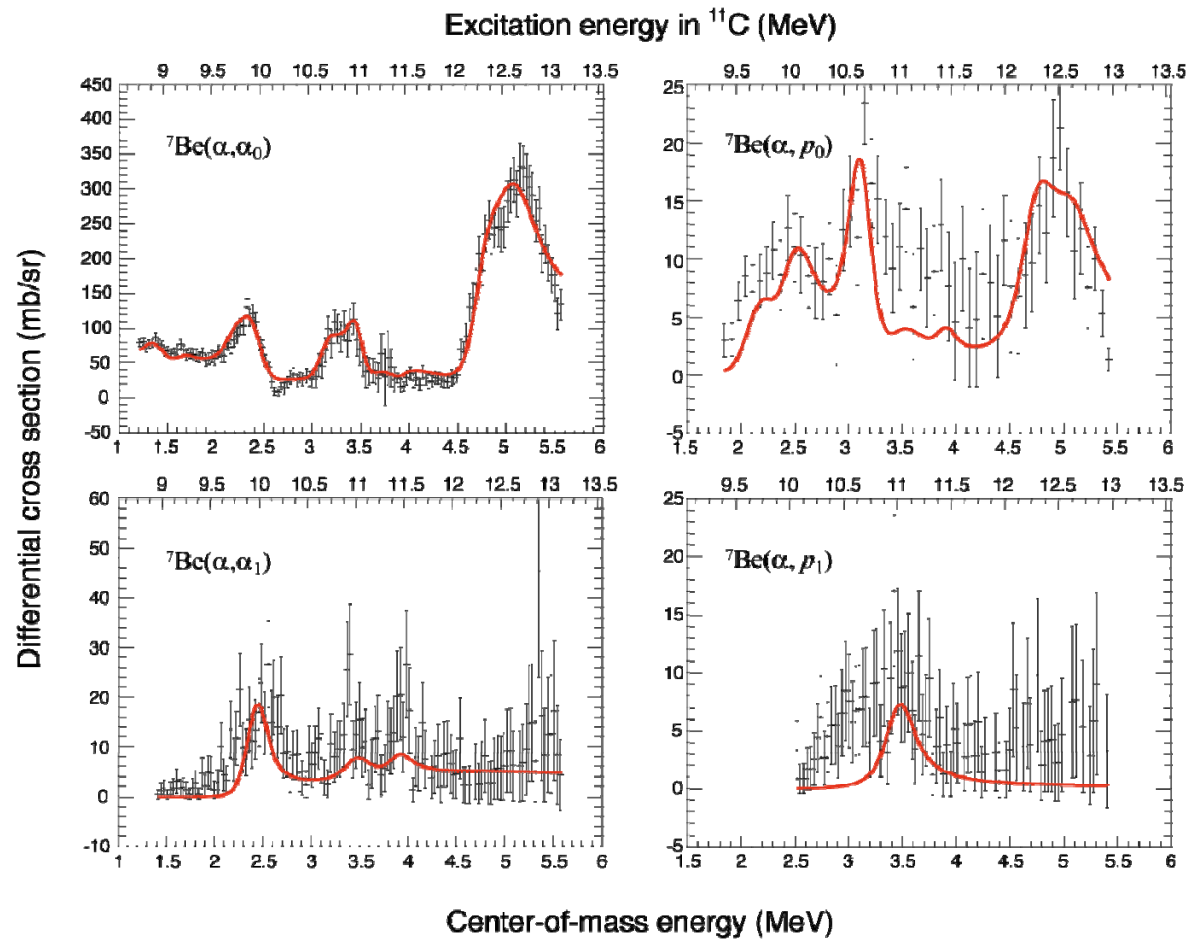 Excitation energy in ¹¹C (MeV)
9 9.5 10 10.5 11 11.5 12 12.5 13 13.5
9.5 10 10.5 11 11.5 12 12.5 13 13.5
450
400
350
300
250
200
150
100
50
0
-50
⁷Be(α,α₀)
1 1.5 2 2.5 3 3.5 4 4.5 5 5.5 6
25
20
15
10
5
0
-5
⁷Be(α, p₀)
1.5 2 2.5 3 3.5 4 4.5 5 5.5 6
Differential cross section (mb/sr)
9 9.5 10 10.5 11 11.5 12 12.5 13 13.5
9.5 10 10.5 11 11.5 12 12.5 13 13.5
60
50
40
30
20
10
0
-10
⁷Be(α,α₁)
1 1.5 2 2.5 3 3.5 4 4.5 5 5.5 6
25
20
15
10
5
0
-5
⁷Be(α, p₁)
1.5 2 2.5 3 3.5 4 4.5 5 5.5 6
Center-of-mass energy (MeV)